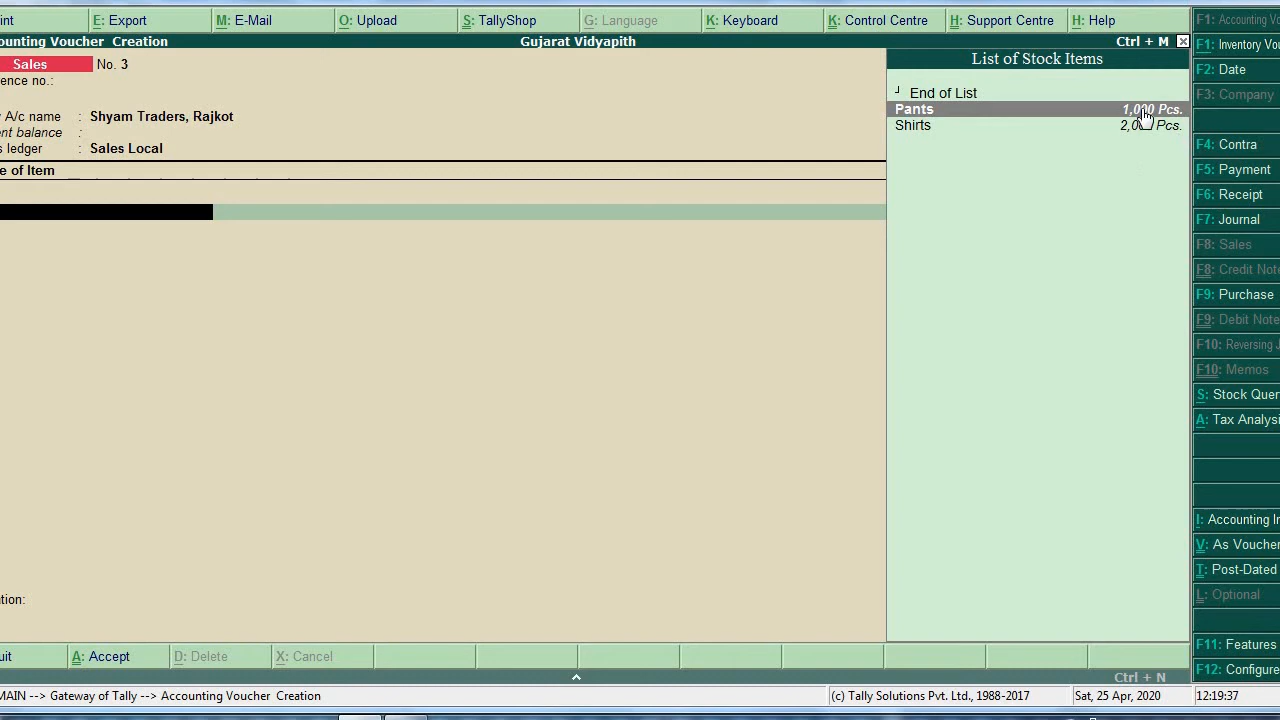 int E: Export M: E-Mail O: Upload S: TallyShop G: Language K: Keyboard K: Control Centre H: Support Centre H: Help
ounting Voucher Creation Gujarat Vidyapith Ctrl + M
Sales No. 3
ence no.:
y A/c name : Shyam Traders, Rajkot
ent balance :
s ledger : Sales Local
e of Item
tion:
List of Stock Items
End of List
Pants 1,000 Pcs.
Shirts Pcs.
F1: Accounting Vo
F1: Inventory Vou
F2: Date
F3: Company
F4: Contra
F5: Payment
F6: Receipt
F7: Journal
F8: Sales
F8: Credit Note
F9: Purchase
F9: Debit Note
F10: Reversing J
F10: Memos
S: Stock Quer
A: Tax Analysi
I: Accounting In
V: As Voucher
T: Post-Dated
L: Optional
F11: Features
F12: Configure
uit A: Accept D: Delete X: Cancel
Ctrl + N
MAIN --> Gateway of Tally --> Accounting Voucher Creation (c) Tally Solutions Pvt. Ltd., 1988-2017 Sat, 25 Apr, 2020 12:19:37